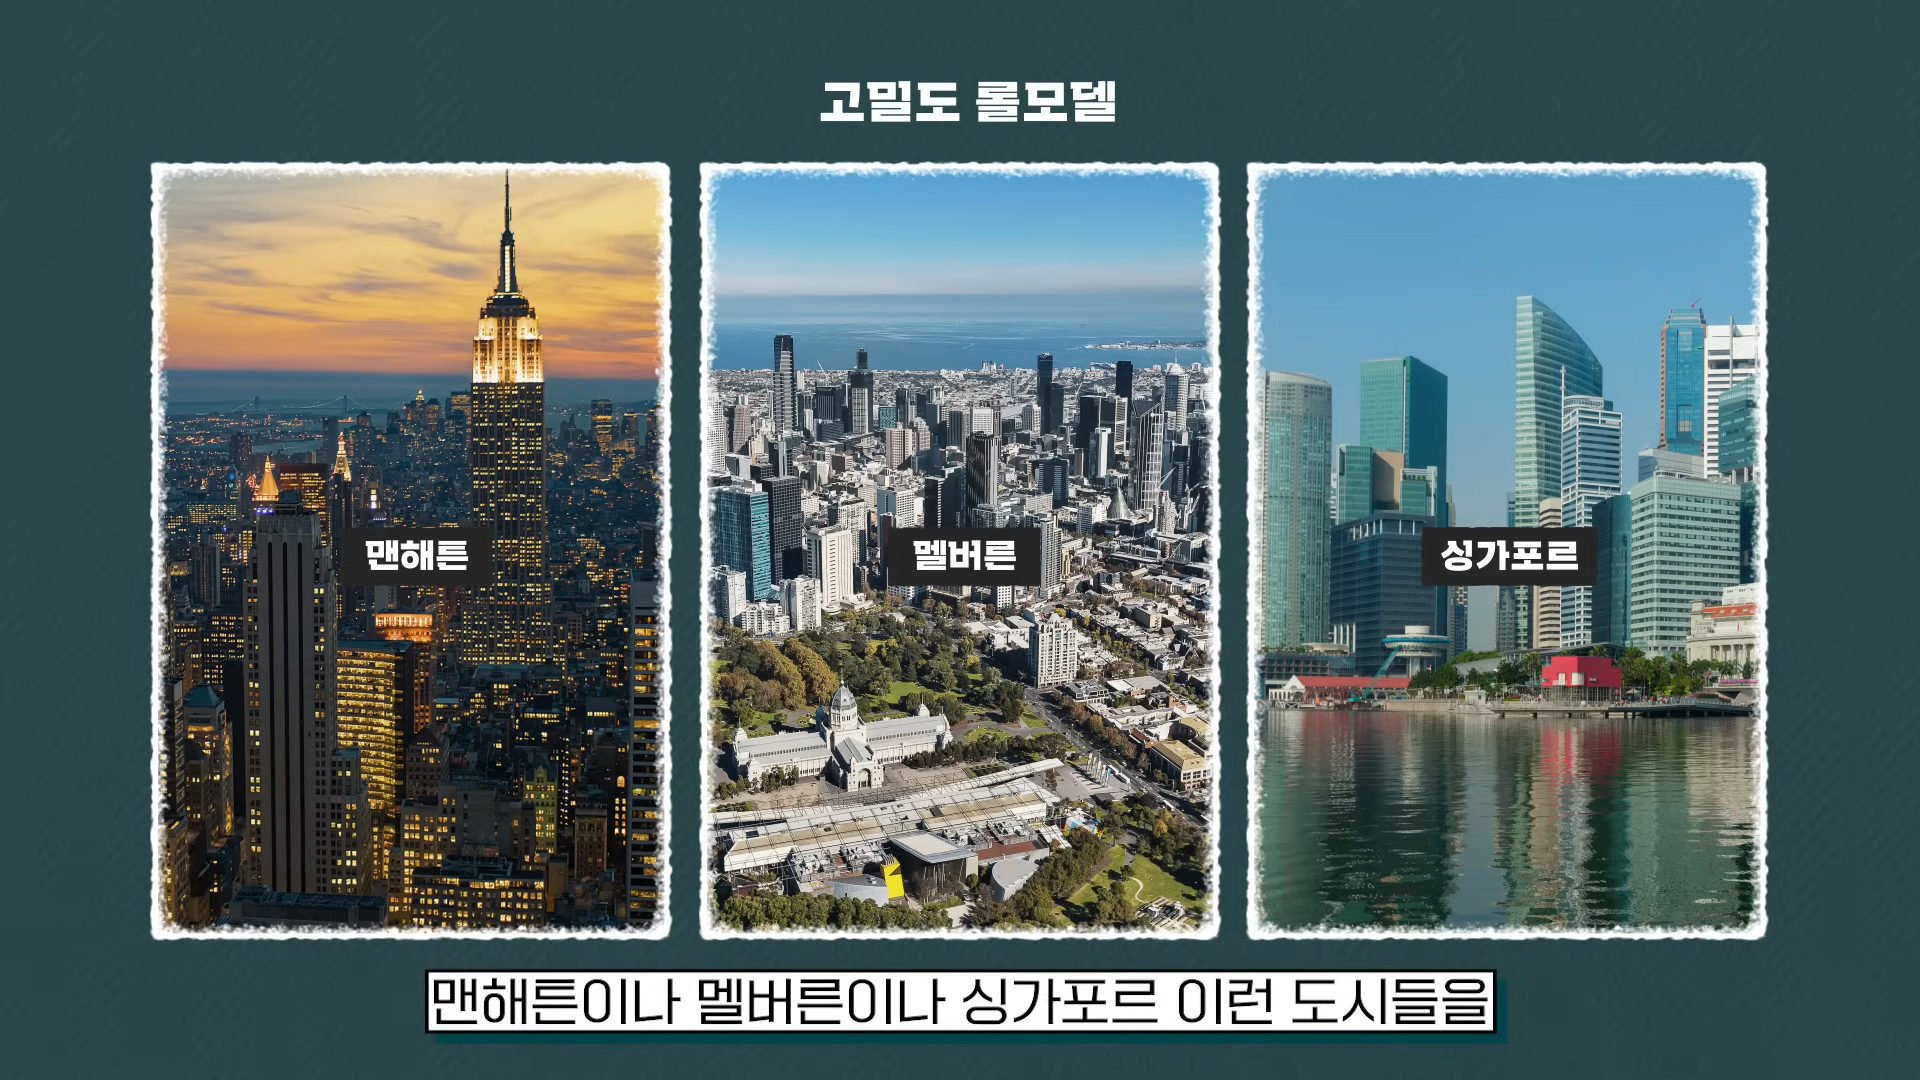 고밀도 롤모델
맨해튼
멜버른
싱가포르
맨해튼이나 멜버른이나 싱가포르 이런 도시들을